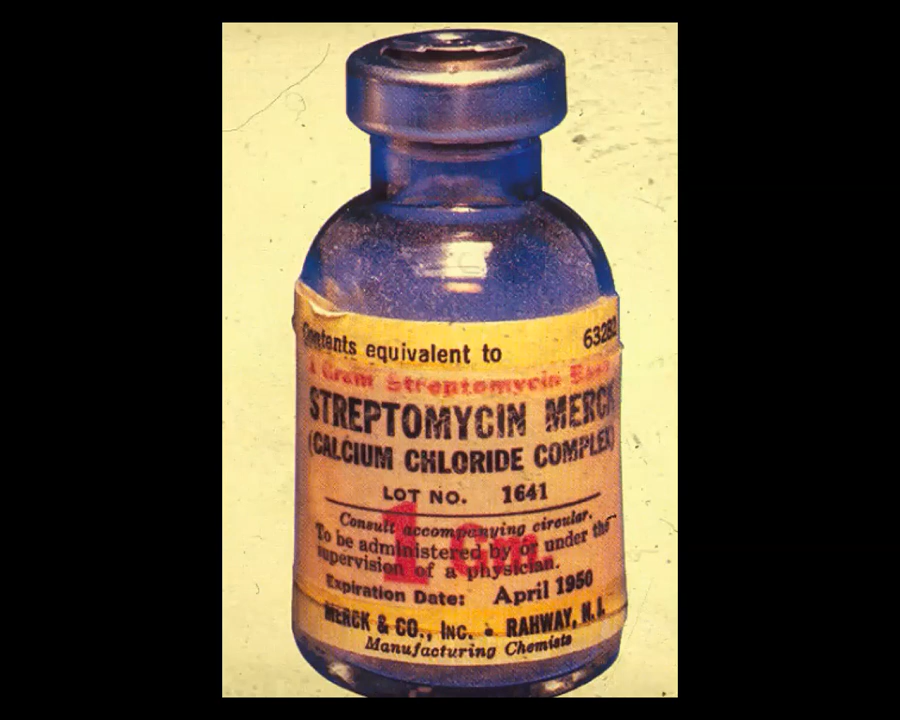 Contents equivalent to 63282
1 Gram Streptomycin Base
STREPTOMYCIN MERCK
(CALCIUM CHLORIDE COMPLEX)
LOT NO. 1641
Consult accompanying circular.
To be administered by or under the
supervision of a physician.
1 Gm
Expiration Date: April 1950
MERCK & CO., INC. • RAHWAY, N. J.
Manufacturing Chemists